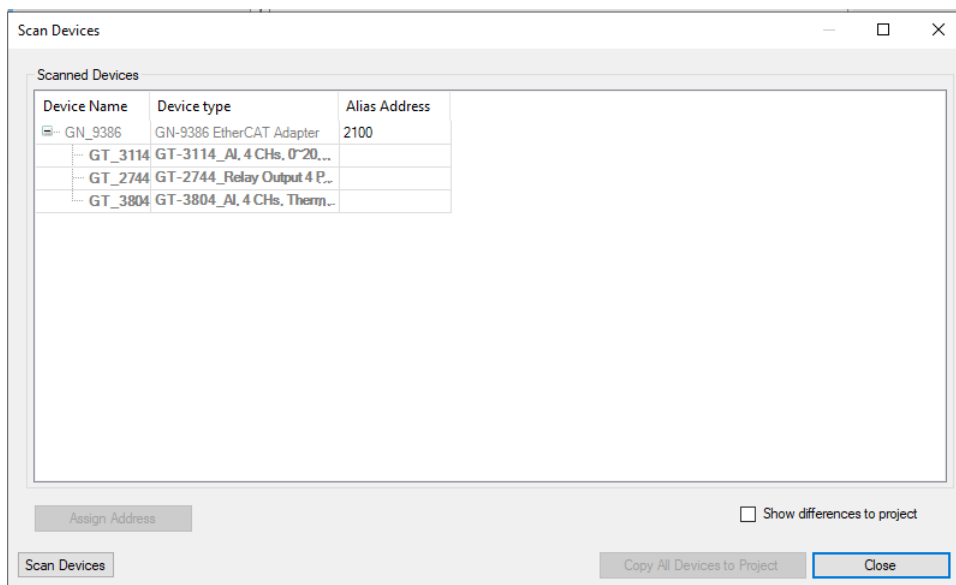 Scan Devices
Scanned Devices
Device Name Device type Alias Address
GN_9386 GN-9386 EtherCAT Adapter 2100
GT_3114 GT-3114_AI, 4 CHs, 0~20,...
GT_2744 GT-2744_Relay Output 4 P...
GT_3804 GT-3804_AI, 4 CHs, Therm...
Assign Address
Show differences to project
Scan Devices
Copy All Devices to Project
Close